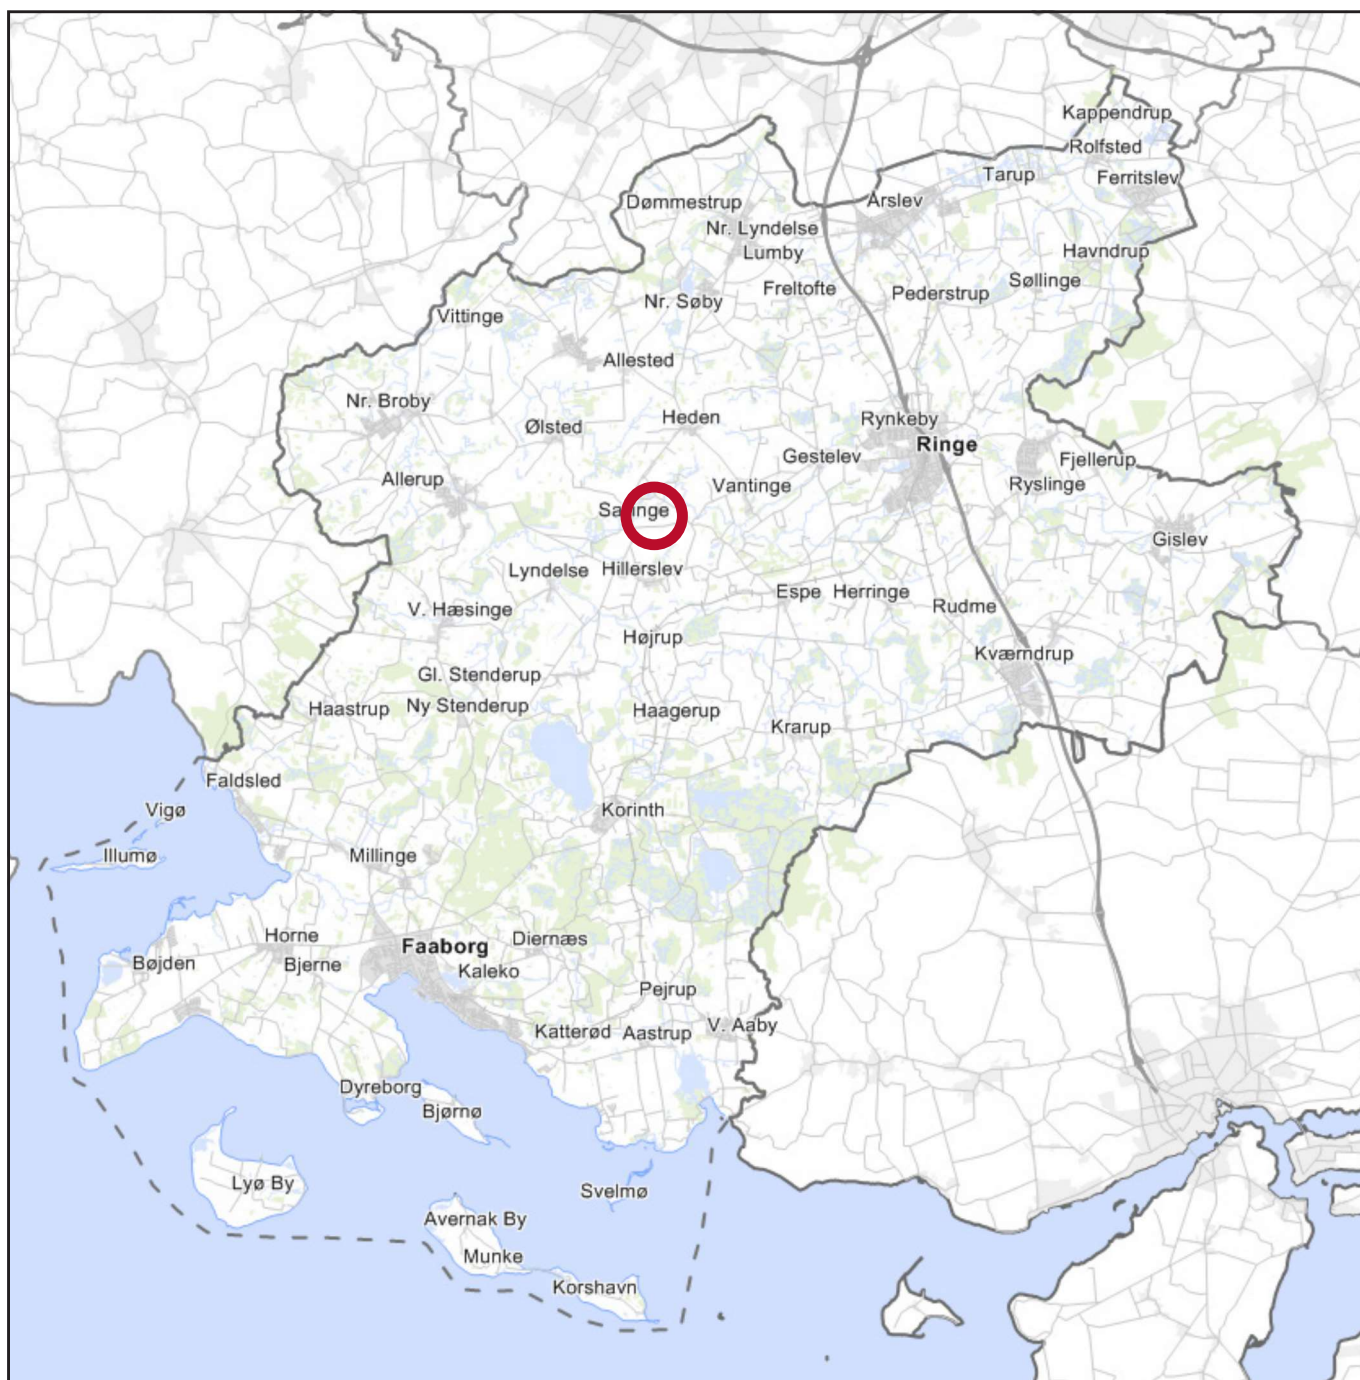 Kappendrup
Rolfsted
Tarup
Ferritslev
Dømmestrup
Årslev
Nr. Lyndelse
Lumby
Havndrup
Freltofte
Pederstrup
Søllinge
Nr. Søby
Vittinge
Allested
Nr. Broby
Heden
Rynkeby
Ølsted
Ringe
Gestelev
Fjellerup
Allerup
Vantinge
Ryslinge
Gislev
Lyndelse
Hillerslev
Espe
Herringe
V. Hæsinge
Rudme
Højrup
Kværndrup
Gl. Stenderup
Haastrup
Ny Stenderup
Haagerup
Krarup
Faldsled
Vigø
Korinth
Illumø
Millinge
Horne
Faaborg
Diernæs
Bøjden
Bjerne
Kaleko
Pejrup
Katterød
Aastrup
V. Aaby
Dyreborg
Bjørnø
Lyø By
Svelmø
Avernak By
Munke
Korshavn